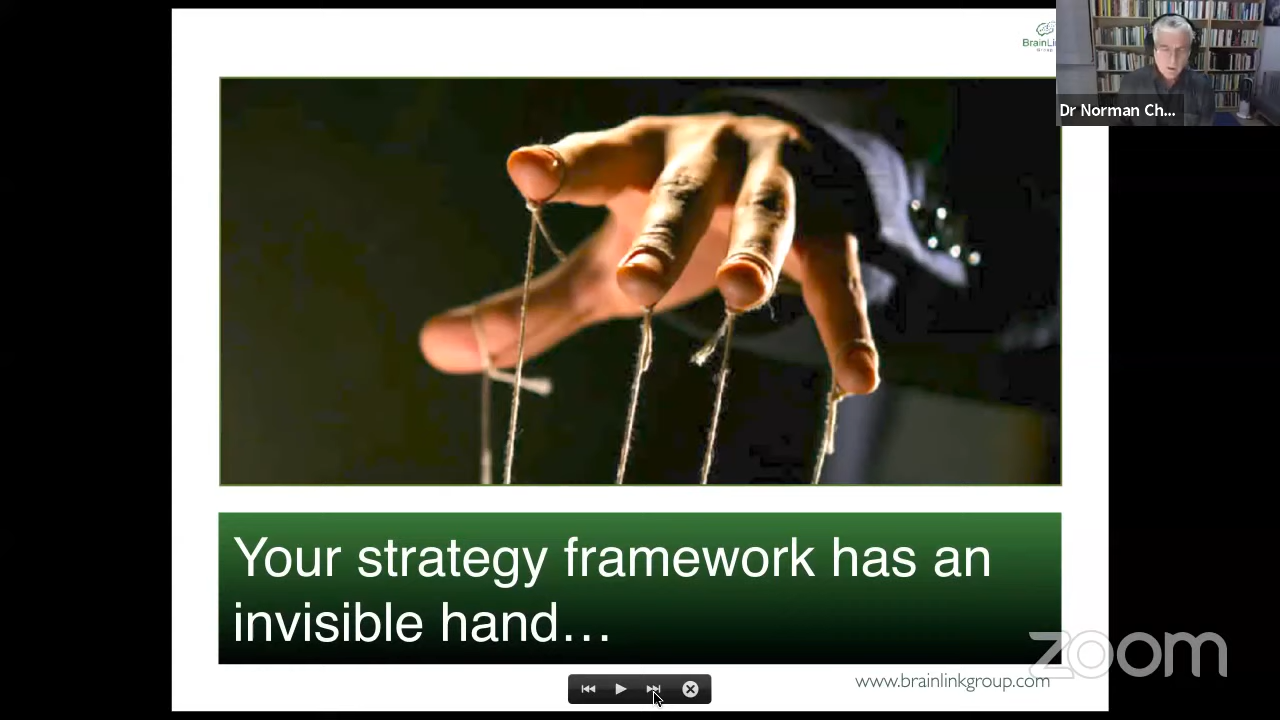 Dr Norman Ch...
Your strategy framework has an
invisible hand...
zoom
www.brainlinkgroup.com